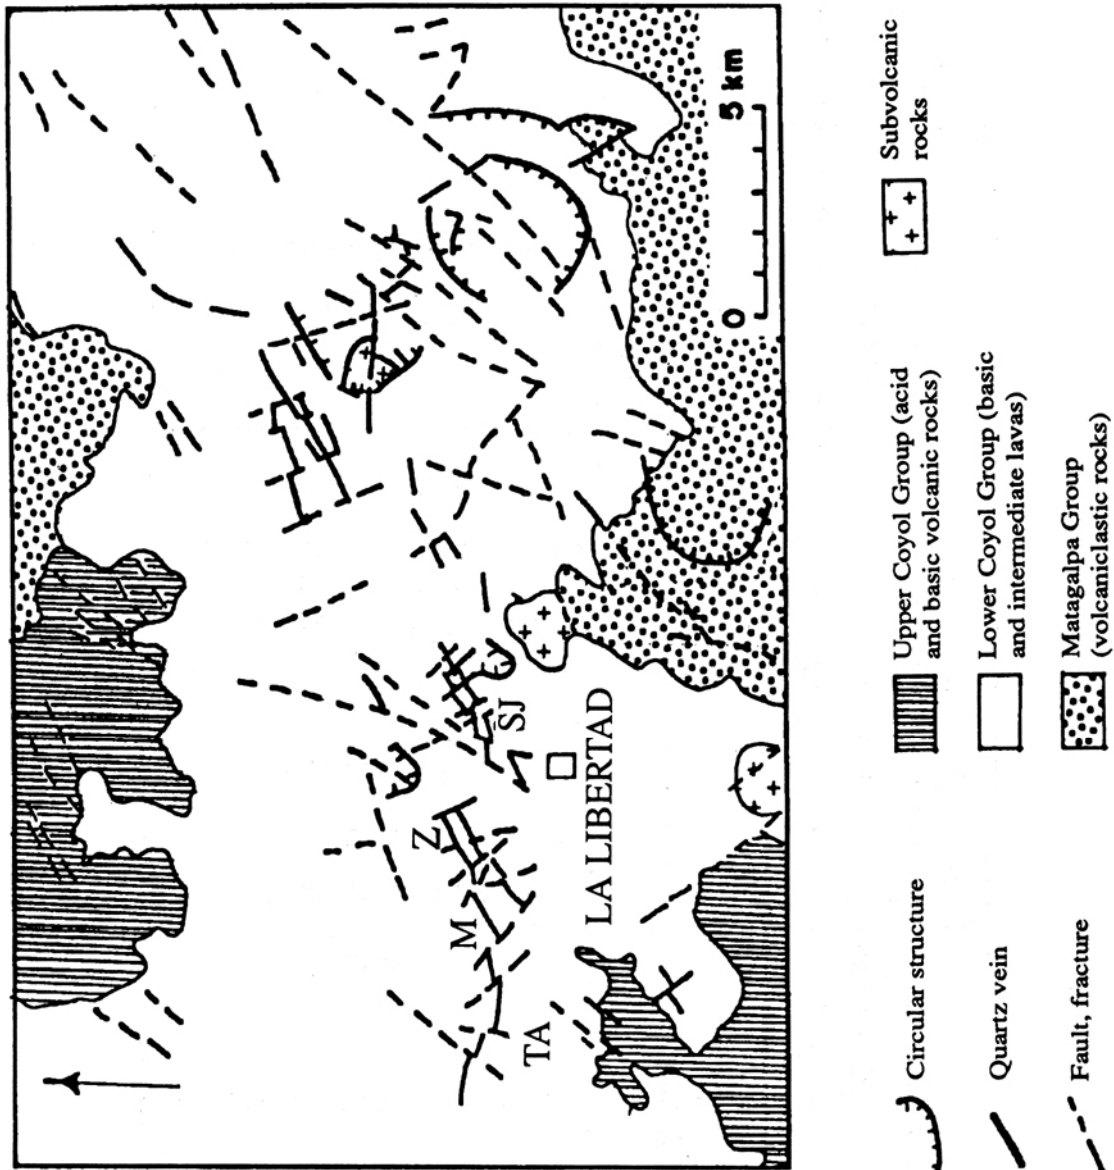 Z
M
SJ
TA
LA LIBERTAD
0
5 km
Circular structure
Quartz vein
Fault, fracture
Upper Coyol Group (acid
and basic volcanic rocks)
Lower Coyol Group (basic
and intermediate lavas)
Matagalpa Group
(volcaniclastic rocks)
Subvolcanic
rocks